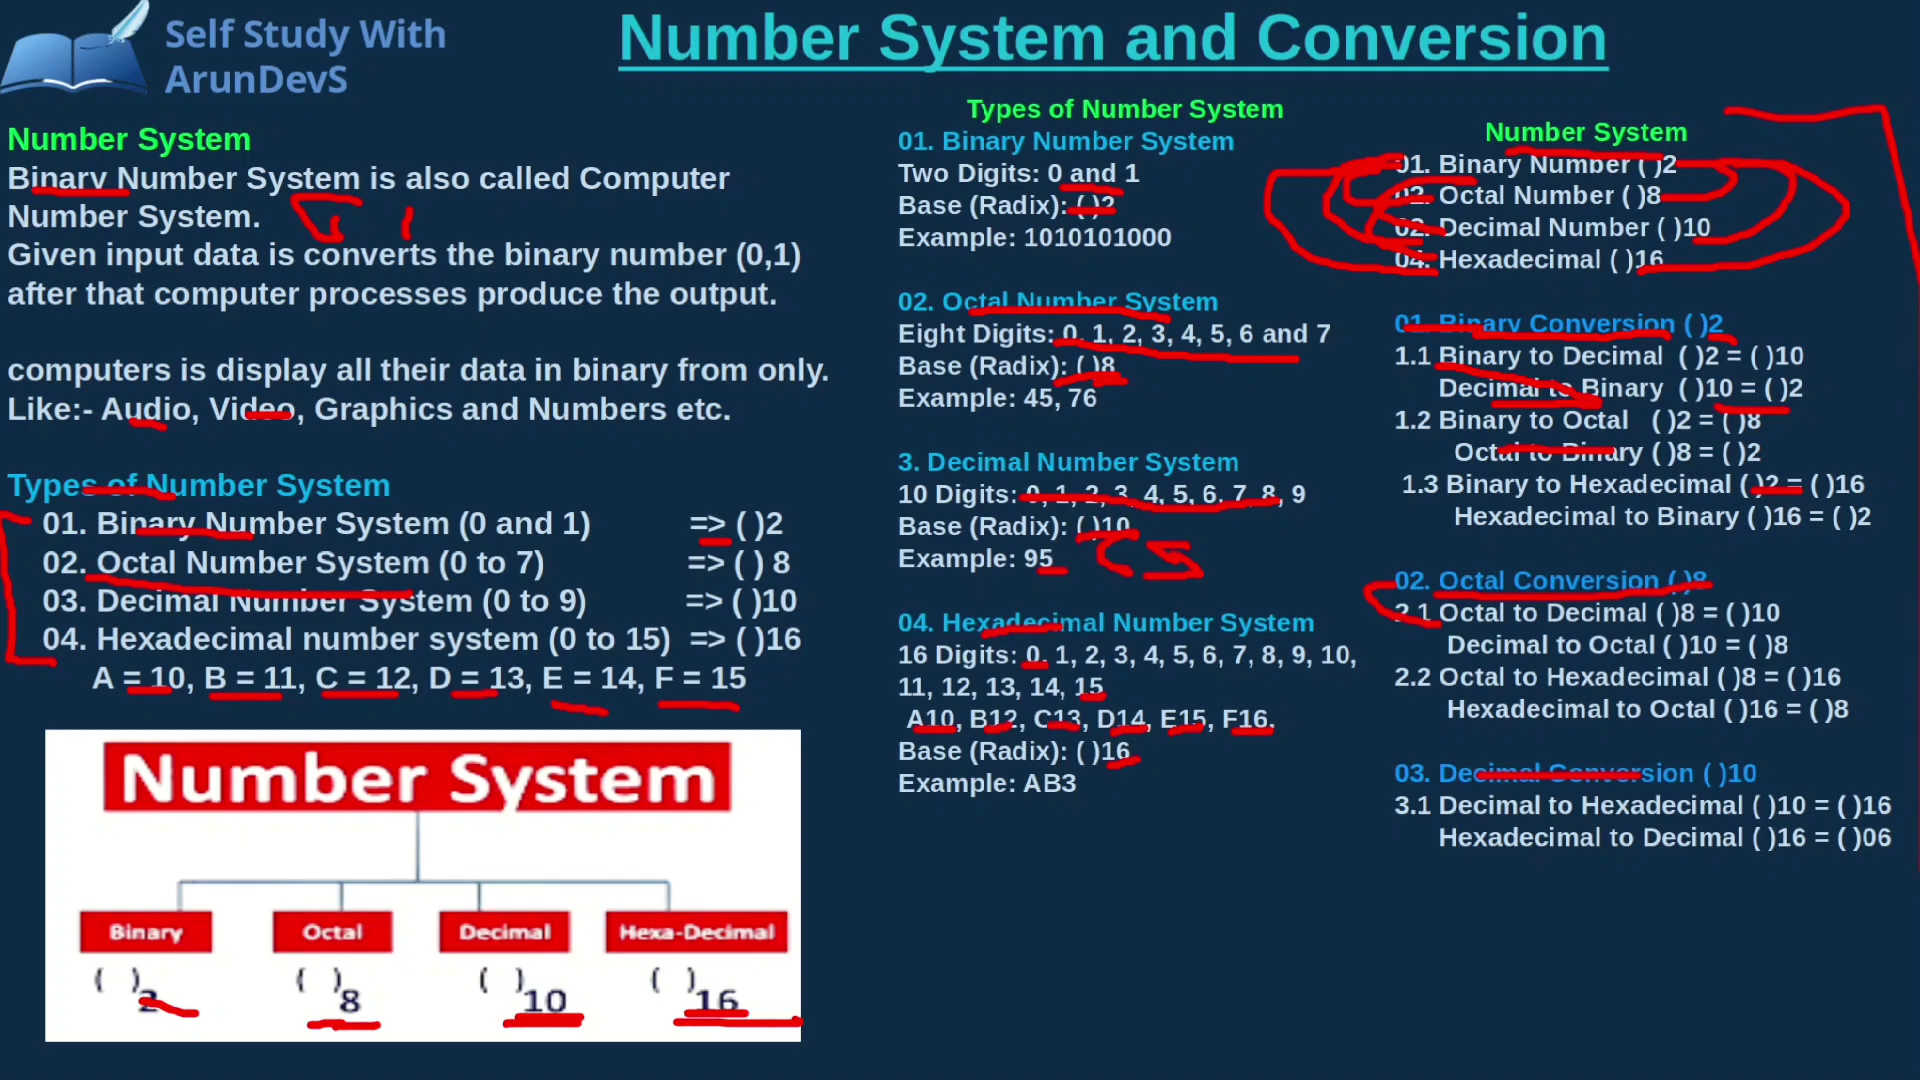 Self Study With
ArunDevS
Number System and Conversion
Number System
Binary Number System is also called Computer
Number System.
Given input data is converts the binary number (0,1)
after that computer processes produce the output.
computers is display all their data in binary from only.
Like:- Audio, Video, Graphics and Numbers etc.
Types of Number System
01. Binary Number System (0 and 1) => ( )2
02. Octal Number System (0 to 7) => ( ) 8
03. Decimal Number System (0 to 9) => ( )10
04. Hexadecimal number system (0 to 15) => ( )16
A = 10, B = 11, C = 12, D = 13, E = 14, F = 15
Number System
Binary Octal Decimal Hexa-Decimal
( )2 ( )8 ( )10 ( )16
Types of Number System
01. Binary Number System
Two Digits: 0 and 1
Base (Radix): ( )2
Example: 1010101000
02. Octal Number System
Eight Digits: 0, 1, 2, 3, 4, 5, 6 and 7
Base (Radix): ( )8
Example: 45, 76
3. Decimal Number System
10 Digits: 0, 1, 2, 3, 4, 5, 6, 7, 8, 9
Base (Radix): ( )10
Example: 95
04. Hexadecimal Number System
16 Digits: 0, 1, 2, 3, 4, 5, 6, 7, 8, 9, 10,
11, 12, 13, 14, 15
A10, B12, C13, D14, E15, F16.
Base (Radix): ( )16
Example: AB3
Number System
01. Binary Number ( )2
02. Octal Number ( )8
02. Decimal Number ( )10
04. Hexadecimal ( )16
01. Binary Conversion ( )2
1.1 Binary to Decimal ( )2 = ( )10
Decimal to Binary ( )10 = ( )2
1.2 Binary to Octal ( )2 = ( )8
Octal to Binary ( )8 = ( )2
1.3 Binary to Hexadecimal ( )2 = ( )16
Hexadecimal to Binary ( )16 = ( )2
02. Octal Conversion ( )8
2.1 Octal to Decimal ( )8 = ( )10
Decimal to Octal ( )10 = ( )8
2.2 Octal to Hexadecimal ( )8 = ( )16
Hexadecimal to Octal ( )16 = ( )8
03. Decimal Conversion ( )10
3.1 Decimal to Hexadecimal ( )10 = ( )16
Hexadecimal to Decimal ( )16 = ( )06